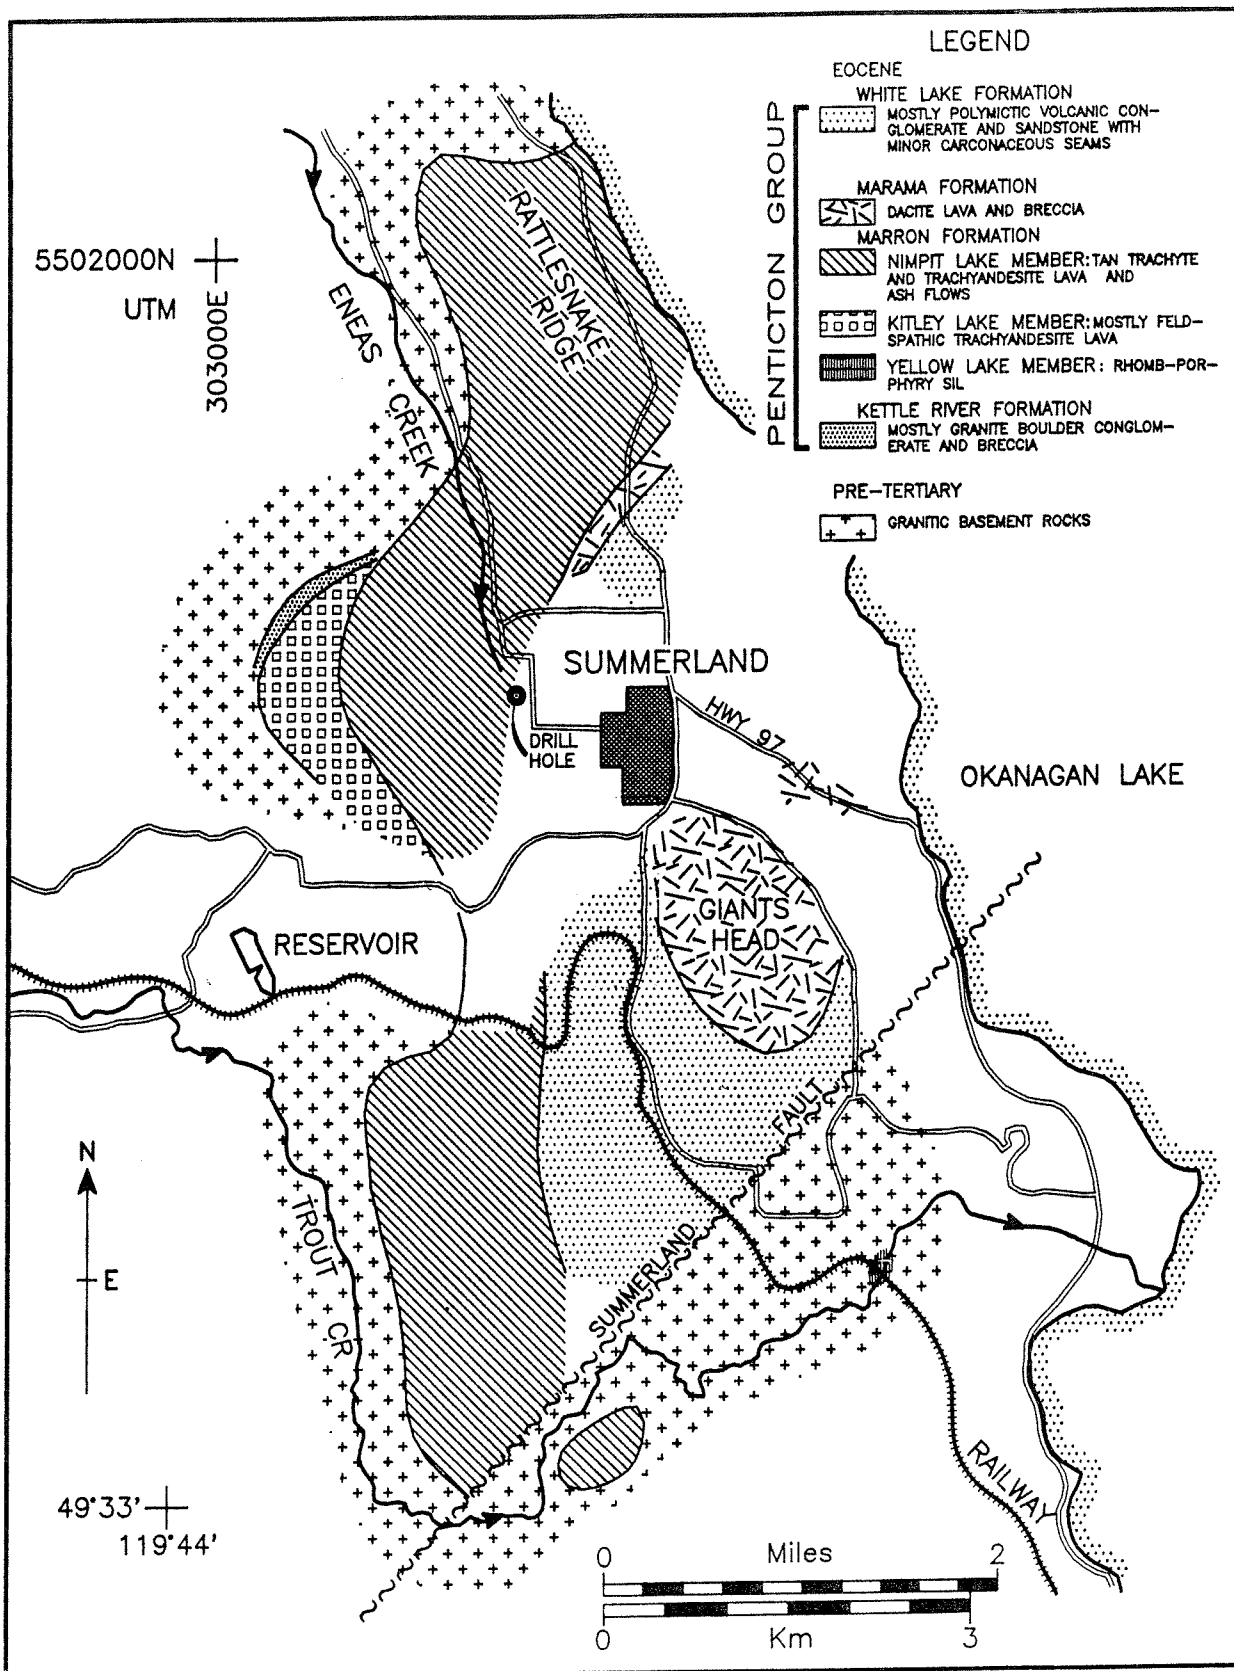 LEGEND
EOCENE
WHITE LAKE FORMATION
MOSTLY POLYMICTIC VOLCANIC CON-
GLOMERATE AND SANDSTONE WITH
MINOR CARCONACEOUS SEAMS
MARAMA FORMATION
DACITE LAVA AND BRECCIA
MARRON FORMATION
NIMPIT LAKE MEMBER: TAN TRACHYTE
AND TRACHYANDESITE LAVA AND
ASH FLOWS
KITLEY LAKE MEMBER: MOSTLY FELD-
SPATHIC TRACHYANDESITE LAVA
YELLOW LAKE MEMBER: RHOMB-POR-
PHYRY SIL
KETTLE RIVER FORMATION
MOSTLY GRANITE BOULDER CONGLOM-
ERATE AND BRECCIA
PENTICTON GROUP
PRE-TERTIARY
GRANITIC BASEMENT ROCKS
5502000N
UTM
303000E
RATTLESNAKE
RIDGE
ENEAS
CREEK
SUMMERLAND
HWY 97
DRILL
HOLE
OKANAGAN LAKE
GIANTS
HEAD
RESERVOIR
FAULT
SUMMERLAND
TROUT CR
N
E
RAILWAY
49°33'
119°44'
0 Miles 2
0 Km 3